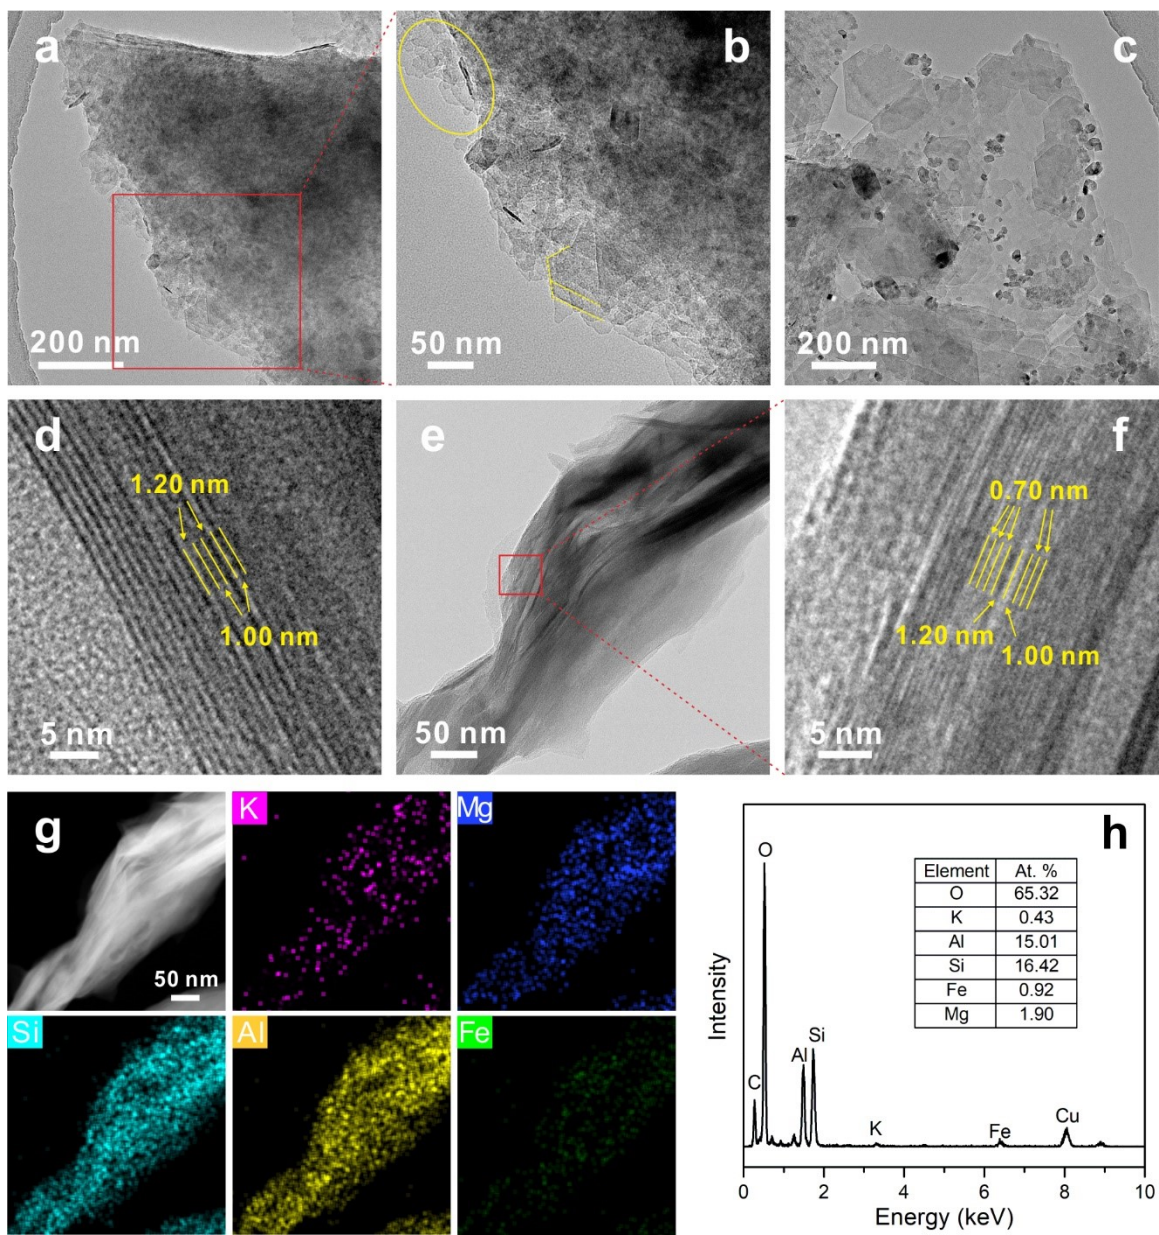 a
200 nm
b
50 nm
c
200 nm
d
1.20 nm
1.00 nm
5 nm
e
50 nm
f
0.70 nm
1.20 nm
1.00 nm
5 nm
g
50 nm
K
Mg
Si
Al
Fe
h
O
C
Al
Si
K
Fe
Cu
Element At. %
O 65.32
K 0.43
Al 15.01
Si 16.42
Fe 0.92
Mg 1.90
Intensity
0 2 4 6 8 10
Energy (keV)